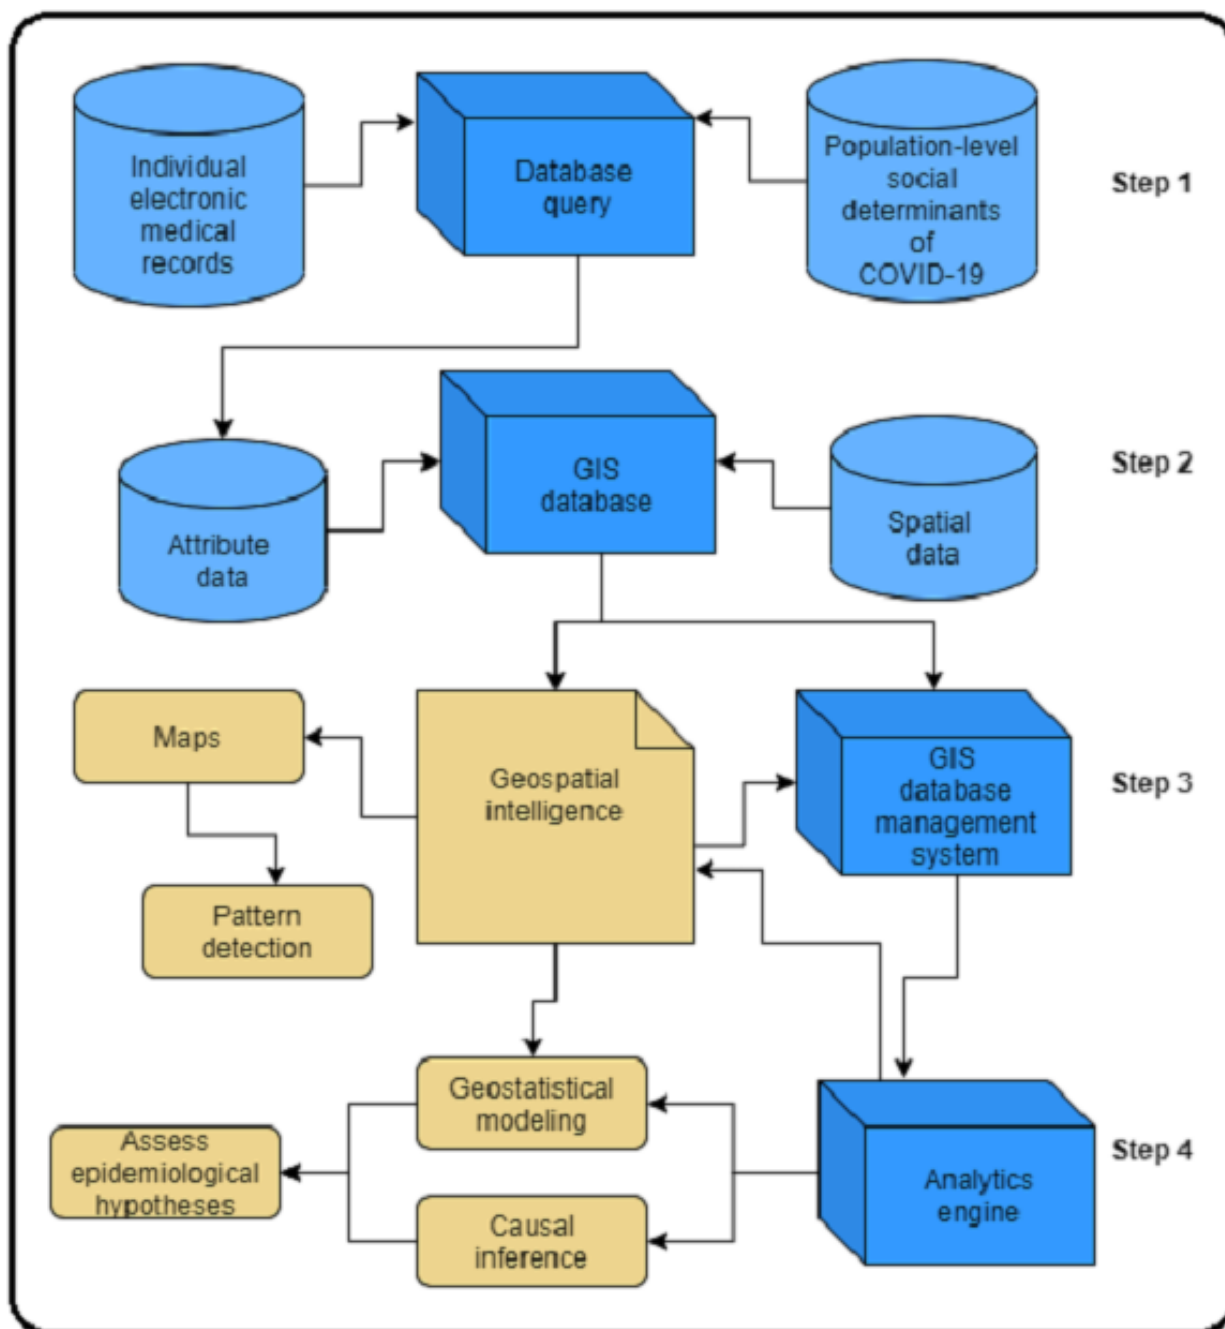 Individual
electronic
medical
records
Database
query
Population-level
social
determinants
of
COVID-19
Step 1
Attribute
data
GIS
database
Spatial
data
Step 2
Maps
Pattern
detection
Geospatial
intelligence
GIS
database
management
system
Step 3
Geostatistical
modeling
Assess
epidemiological
hypotheses
Causal
inference
Analytics
engine
Step 4